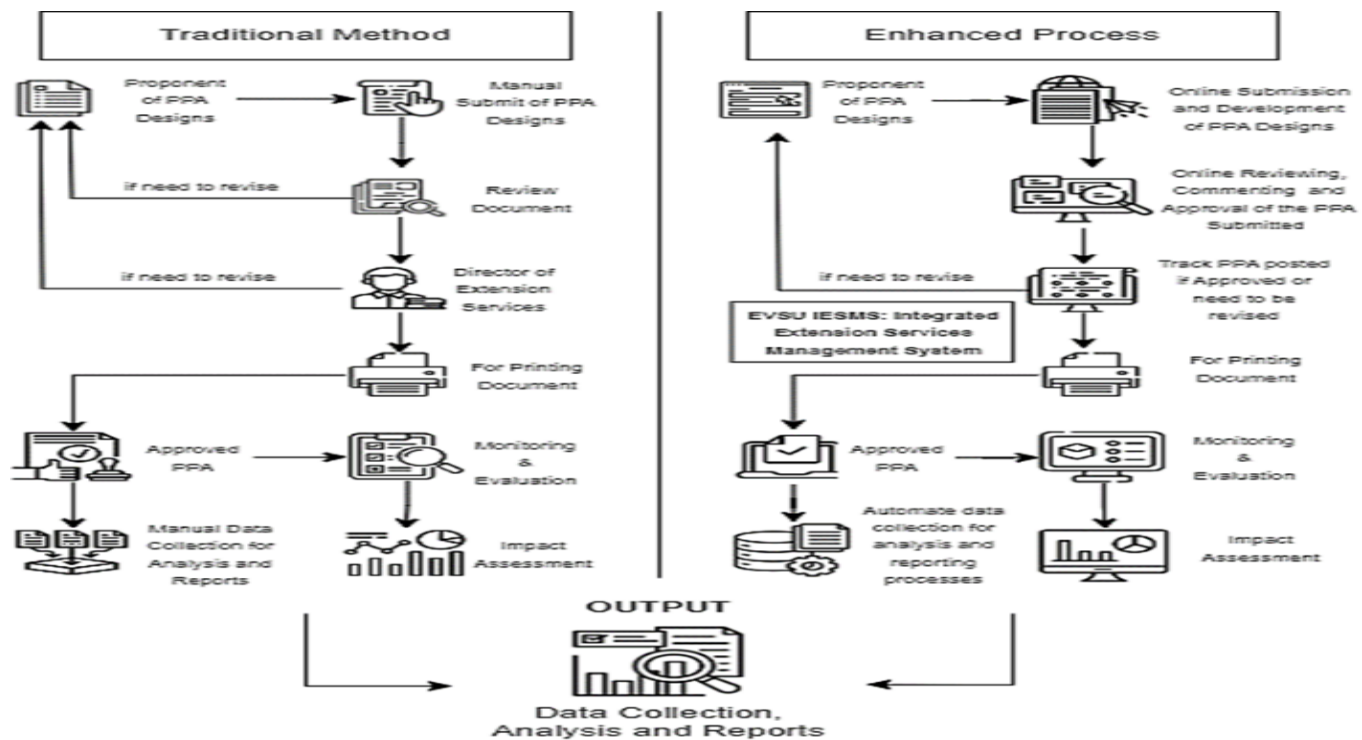 Traditional Method
Proponent
of PPA
Designs
Manual
Submit of PPA
Designs
if need to revise
Review
Document
if need to revise
Director of
Extension
Services
For Printing
Document
Approved
PPA
Monitoring
&
Evaluation
Manual Data
Collection for
Analysis and
Reports
Impact
Assessment
Enhanced Process
Proponent
of PPA
Designs
Online Submission
and Development
of PPA Designs
Online Reviewing,
Commenting and
Approval of the PPA
Submitted
if need to revise
Track PPA posted
if Approved or
need to be
revised
EVSU IESMS: Integrated
Extension Services
Management System
For Printing
Document
Approved
PPA
Monitoring
&
Evaluation
Automate data
collection for
analysis and
reporting
processes
Impact
Assessment
OUTPUT
Data Collection,
Analysis and Reports